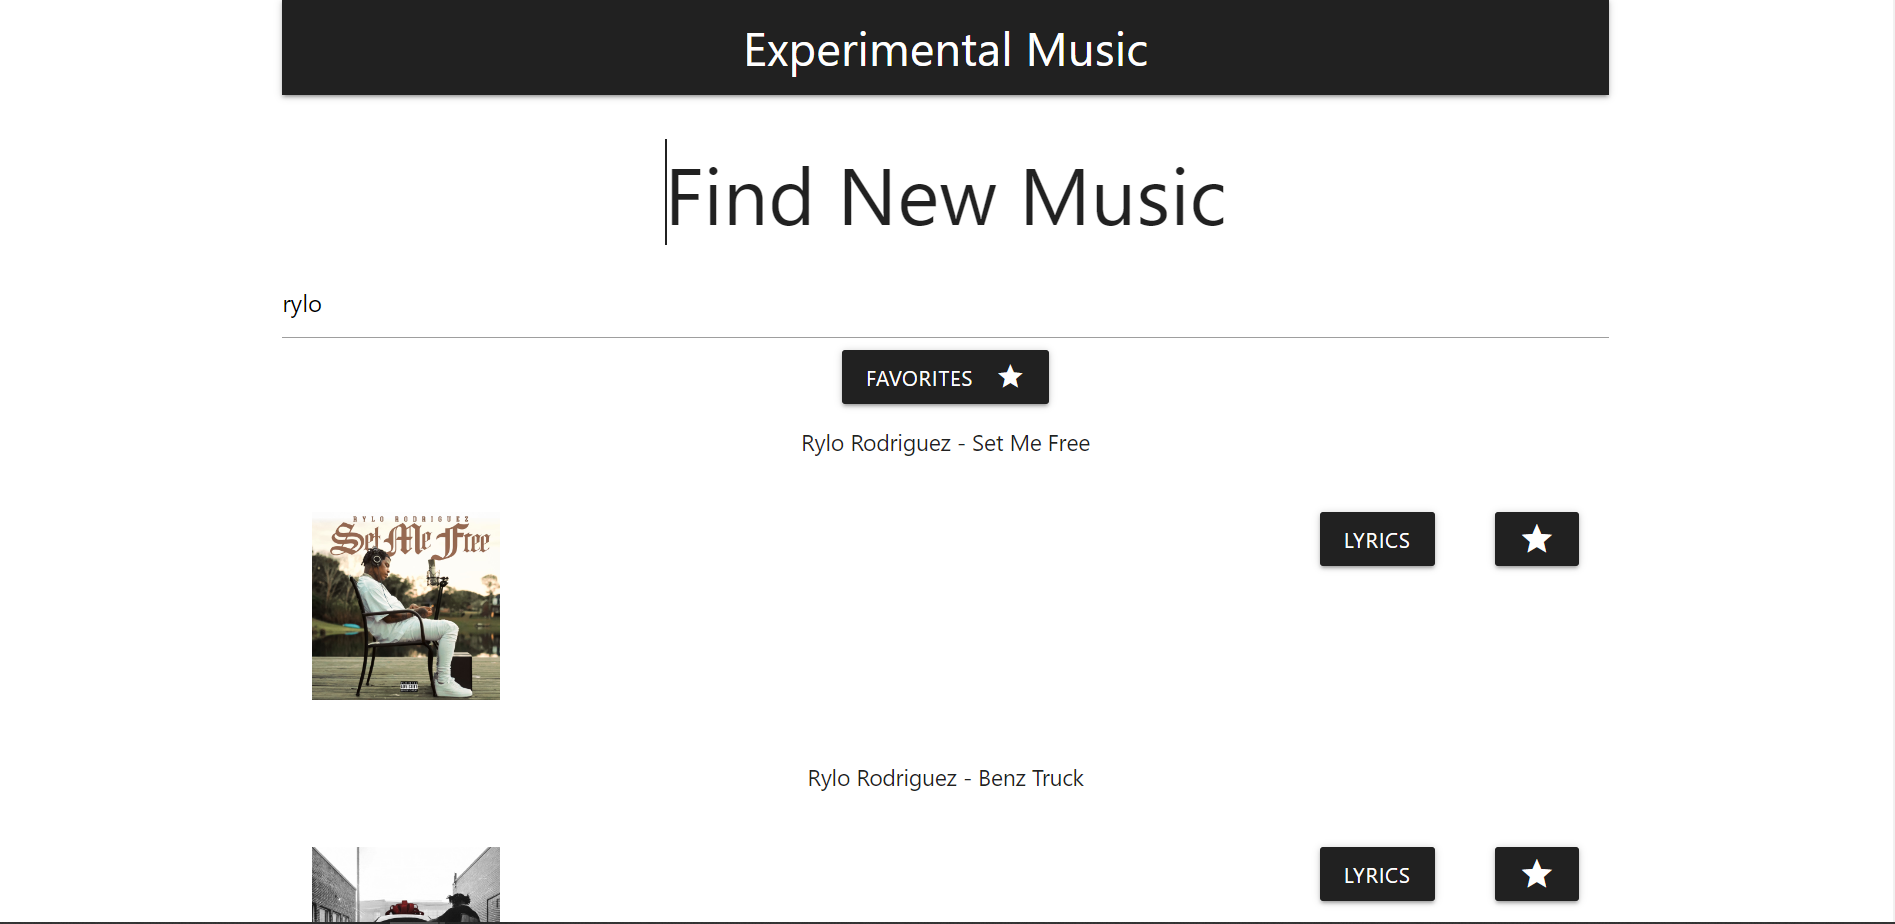 Experimental Music
Find New Music
rylo
FAVORITES
Rylo Rodriguez - Set Me Free
RYLO RODRIGUEZ
Set Me Free
LYRICS
Rylo Rodriguez - Benz Truck
LYRICS